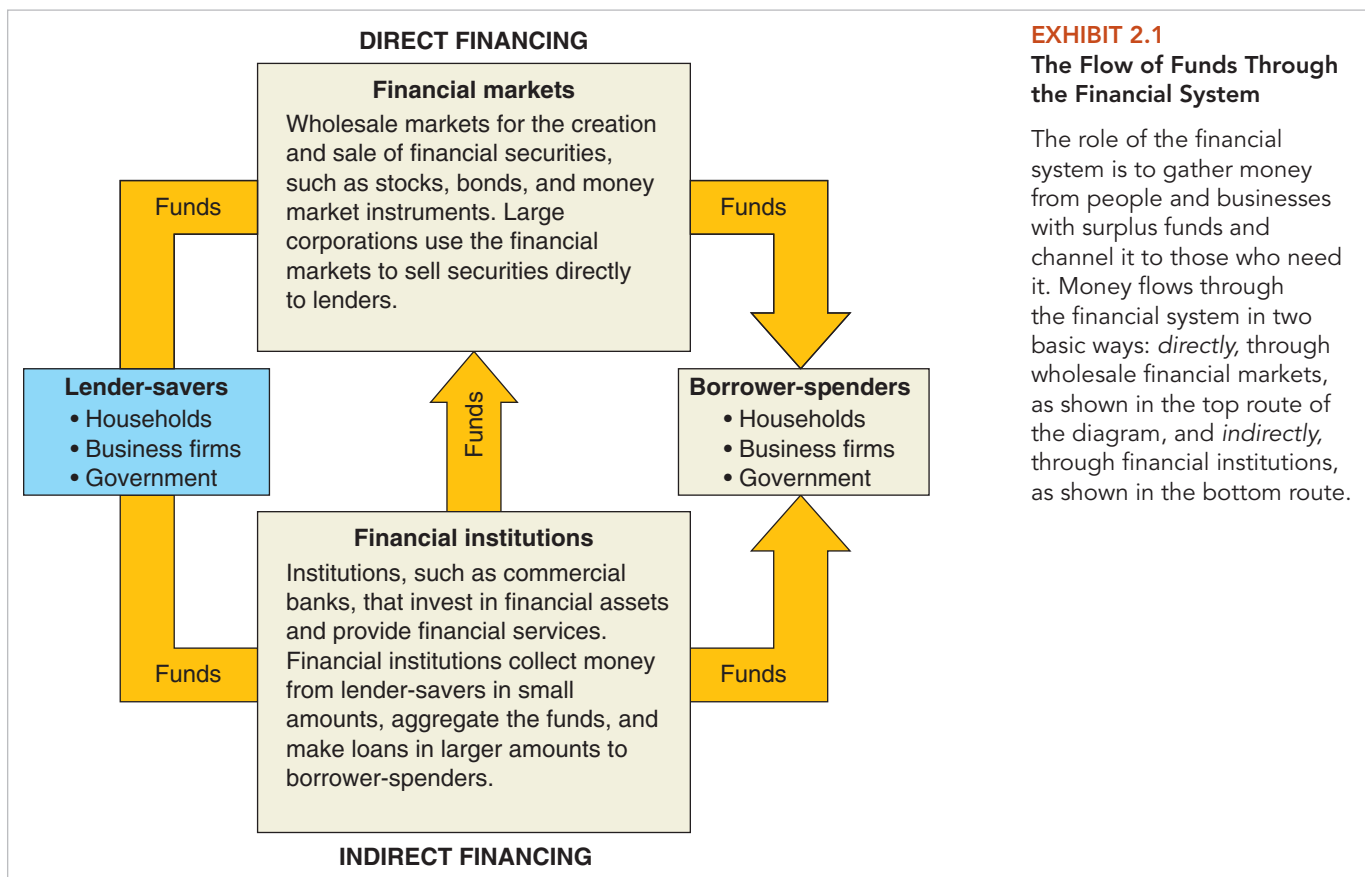 DIRECT FINANCING
Financial markets
Wholesale markets for the creation
and sale of financial securities,
such as stocks, bonds, and money
market instruments. Large
corporations use the financial
markets to sell securities directly
to lenders.
Funds
Funds
Lender-savers
• Households
• Business firms
• Government
Funds
Borrower-spenders
• Households
• Business firms
• Government
Financial institutions
Institutions, such as commercial
banks, that invest in financial assets
and provide financial services.
Financial institutions collect money
from lender-savers in small
amounts, aggregate the funds, and
make loans in larger amounts to
borrower-spenders.
Funds
Funds
INDIRECT FINANCING
EXHIBIT 2.1
The Flow of Funds Through
the Financial System
The role of the financial
system is to gather money
from people and businesses
with surplus funds and
channel it to those who need
it. Money flows through
the financial system in two
basic ways: directly, through
wholesale financial markets,
as shown in the top route of
the diagram, and indirectly,
through financial institutions,
as shown in the bottom route.